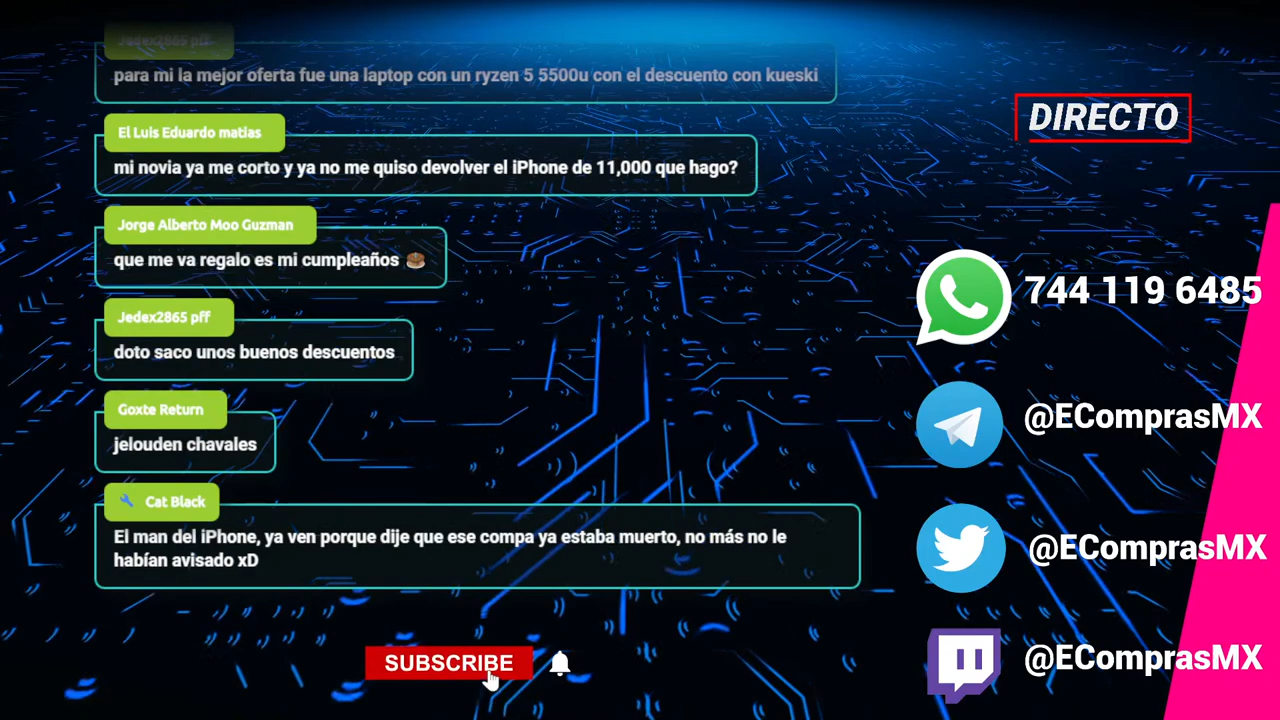 Jedex2865 pff
para mi la mejor oferta fue una laptop con un ryzen 5 5500u con el descuento con kueski
El Luis Eduardo matias
mi novia ya me corto y ya no me quiso devolver el iPhone de 11,000 que hago?
Jorge Alberto Moo Guzman
que me va regalo es mi cumpleaños
Jedex2865 pff
doto saco unos buenos descuentos
Goxte Return
jelouden chavales
Cat Black
El man del iPhone, ya ven porque dije que ese compa ya estaba muerto, no más no le
habían avisado xD
SUBSCRIBE
DIRECTO
744 119 6485
@EComprasMX
@EComprasMX
@EComprasMX